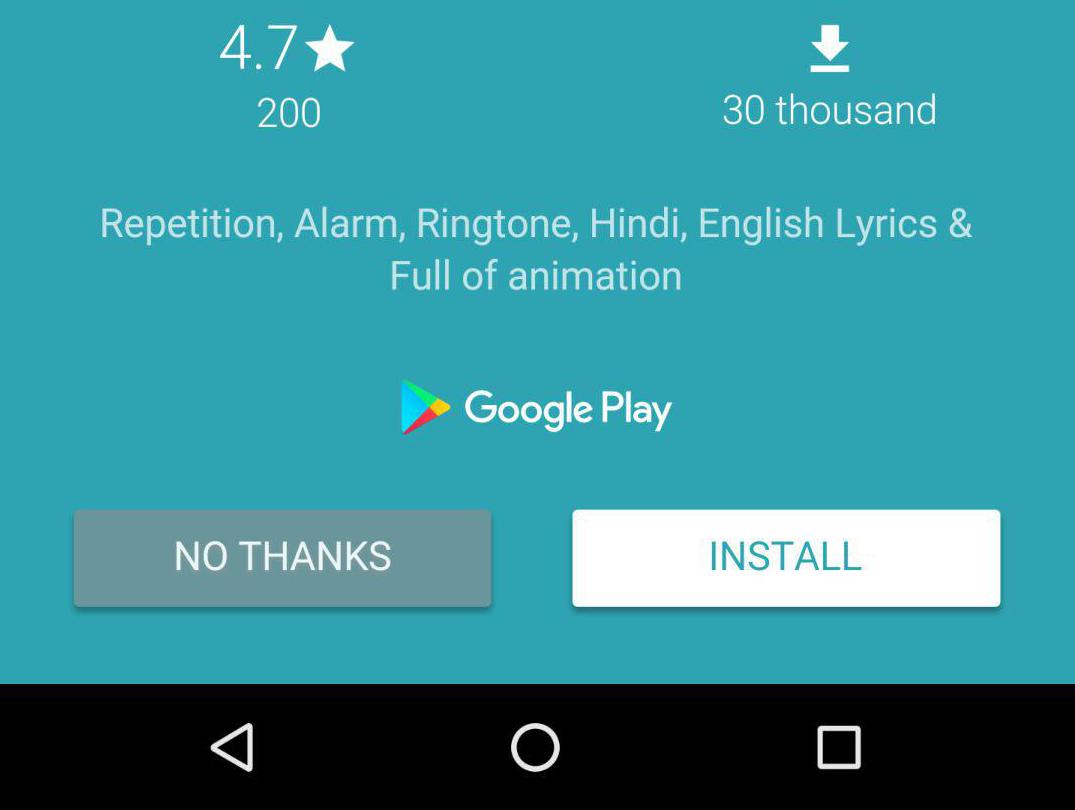 4.7
30 thousand
200
Repetition, Alarm, Ringtone, Hindi, English Lyrics &
Full of animation
Google Play
NO THANKS
INSTALL